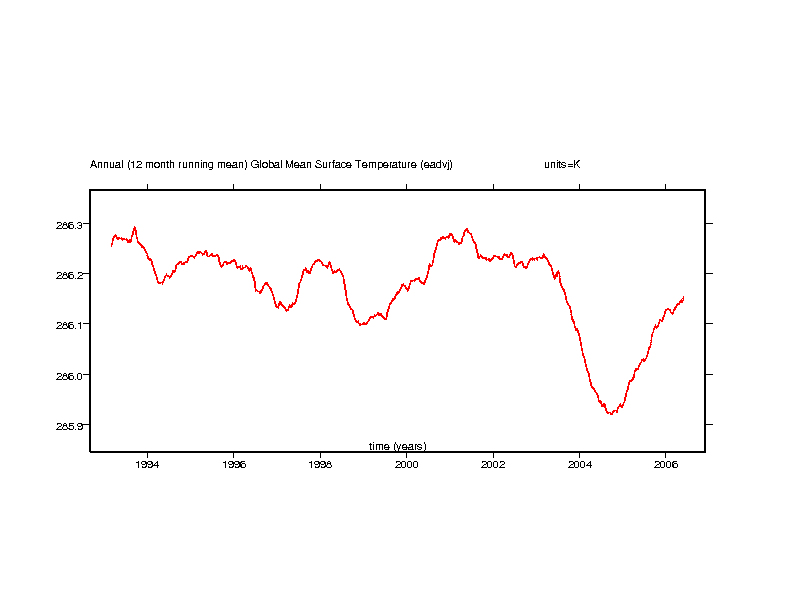 Annual (12 month running mean) Global Mean Surface Temperature (eadvj) units=K
286.3
286.2
286.1
286.0
285.9
time (years)
1994 1996 1998 2000 2002 2004 2006